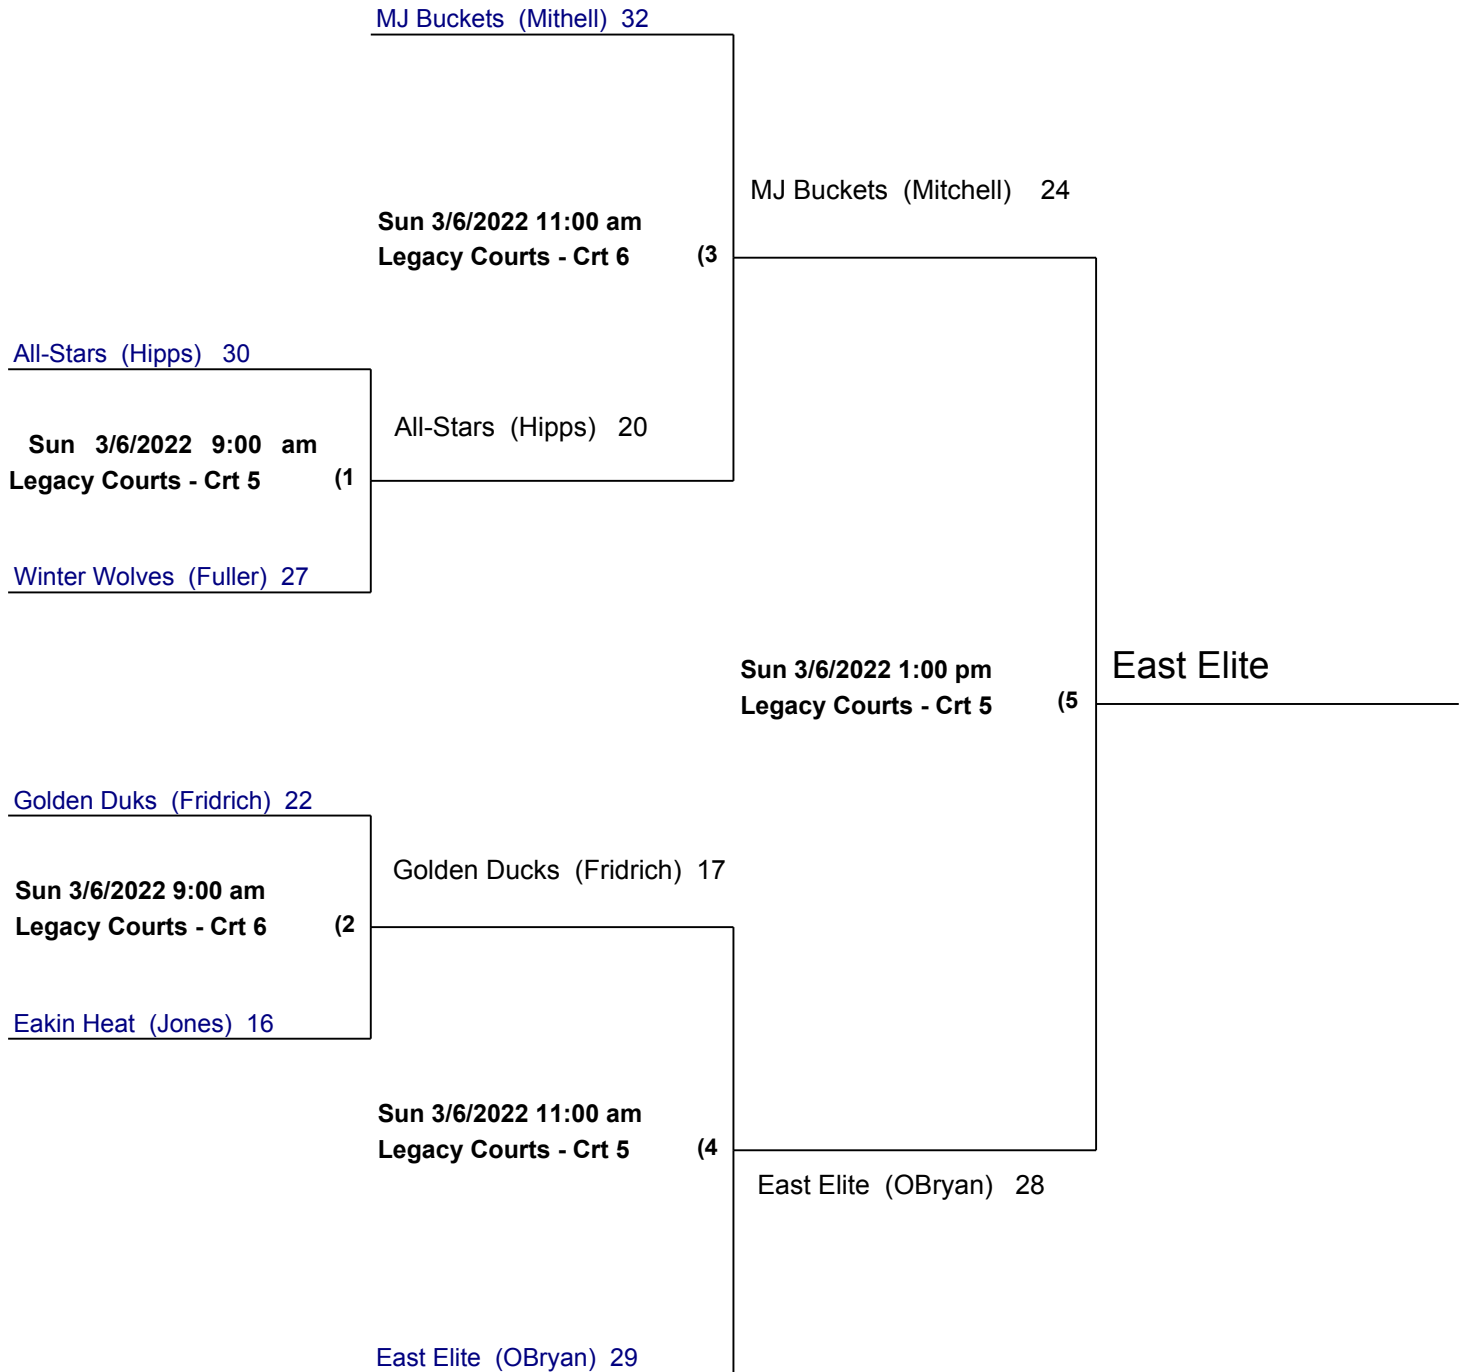 MJ Buckets (Mithell) 32
MJ Buckets (Mitchell) 24
Sun 3/6/2022 11:00 am
Legacy Courts - Crt 6 (3
All-Stars (Hipps) 30
All-Stars (Hipps) 20
Sun 3/6/2022 9:00 am
Legacy Courts - Crt 5 (1
Winter Wolves (Fuller) 27
East Elite
Sun 3/6/2022 1:00 pm
Legacy Courts - Crt 5 (5
Golden Duks (Fridrich) 22
Golden Ducks (Fridrich) 17
Sun 3/6/2022 9:00 am
Legacy Courts - Crt 6 (2
Eakin Heat (Jones) 16
Sun 3/6/2022 11:00 am
Legacy Courts - Crt 5 (4
East Elite (OBryan) 28
East Elite (OBryan) 29